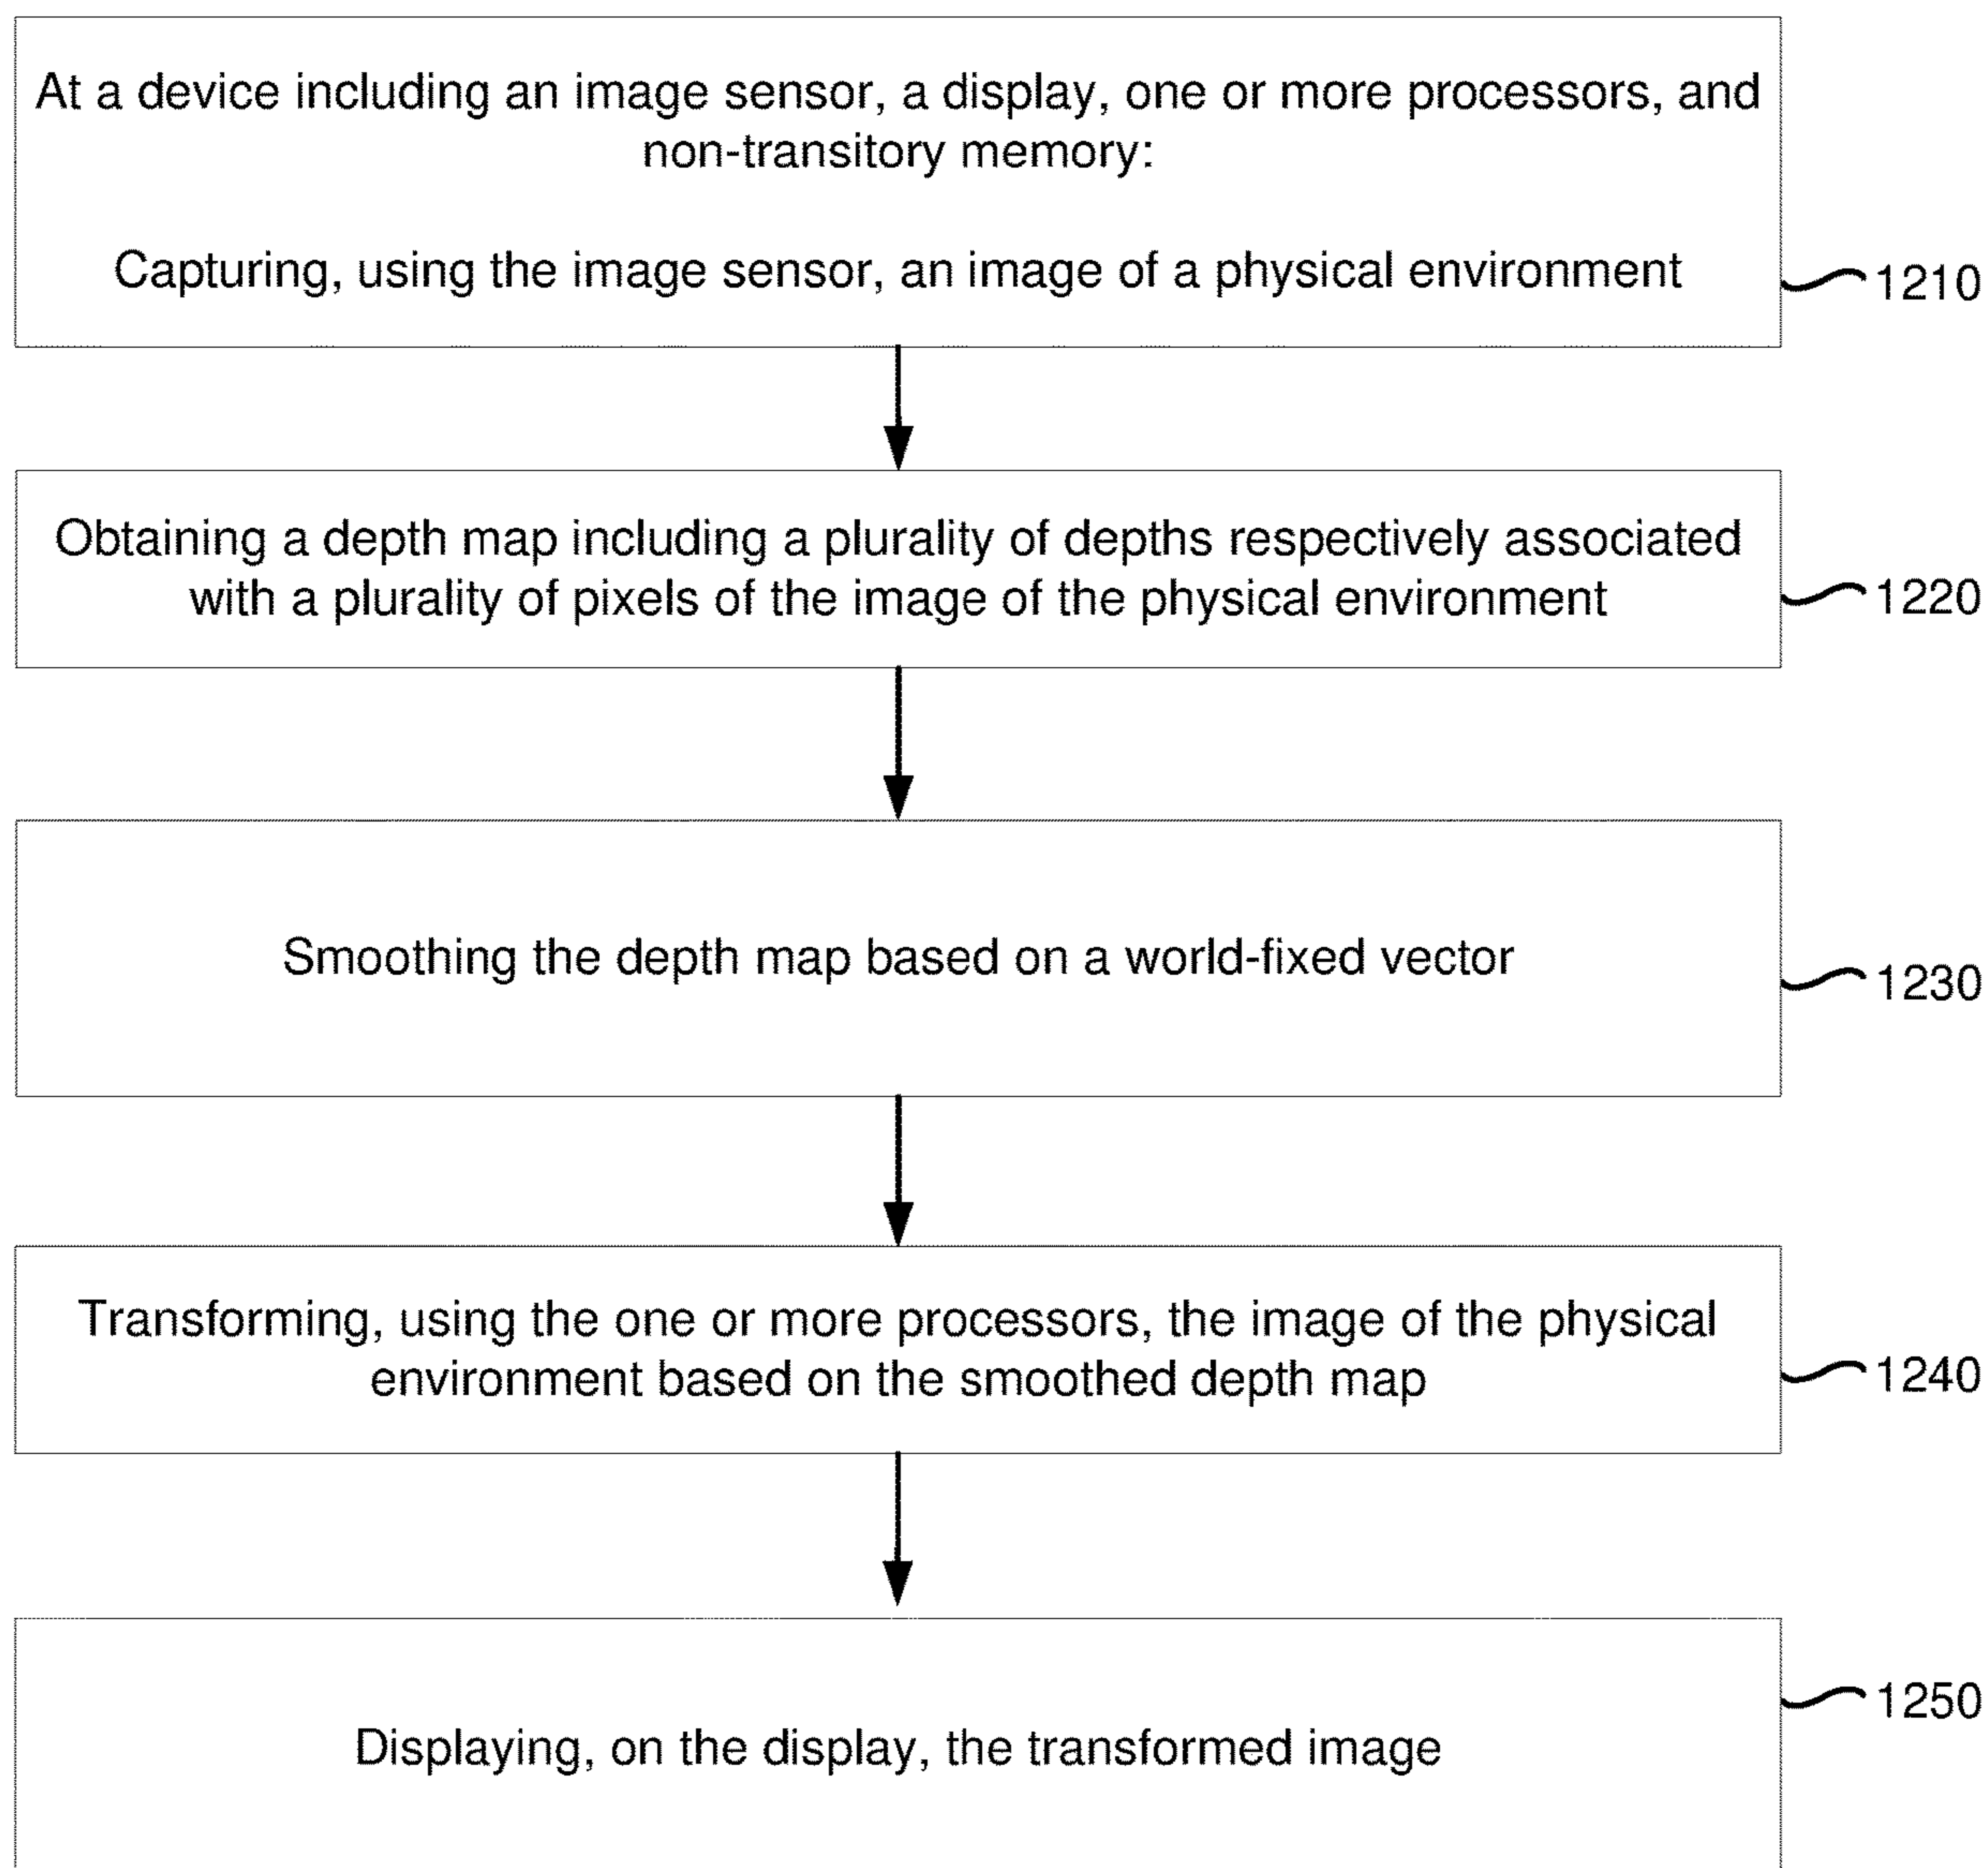 At a device including an image sensor, a display, one or more processors, and
non-transitory memory:
Capturing, using the image sensor, an image of a physical environment
1210
Obtaining a depth map including a plurality of depths respectively associated
with a plurality of pixels of the image of the physical environment
1220
Smoothing the depth map based on a world-fixed vector
1230
Transforming, using the one or more processors, the image of the physical
environment based on the smoothed depth map
1240
Displaying, on the display, the transformed image
1250